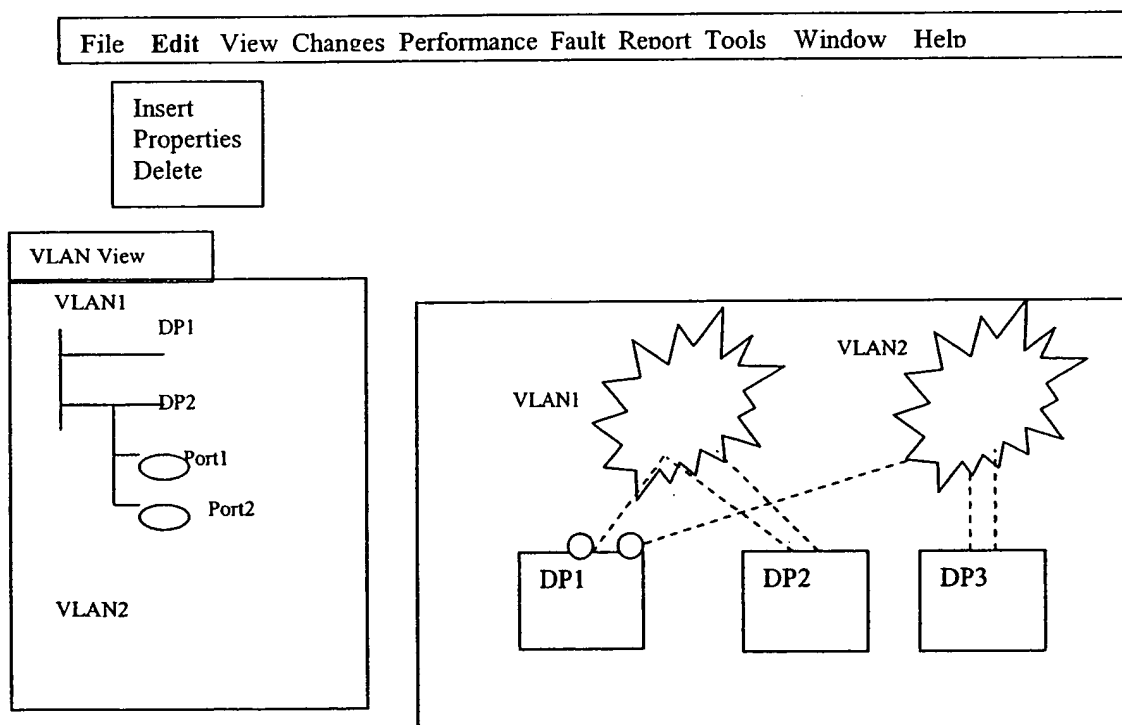 File Edit View Changes Performance Fault Report Tools Window Help
Insert
Properties
Delete
VLAN View
VLAN1
DP1
DP2
Port1
Port2
VLAN2
VLAN1
VLAN2
DP1 DP2 DP3